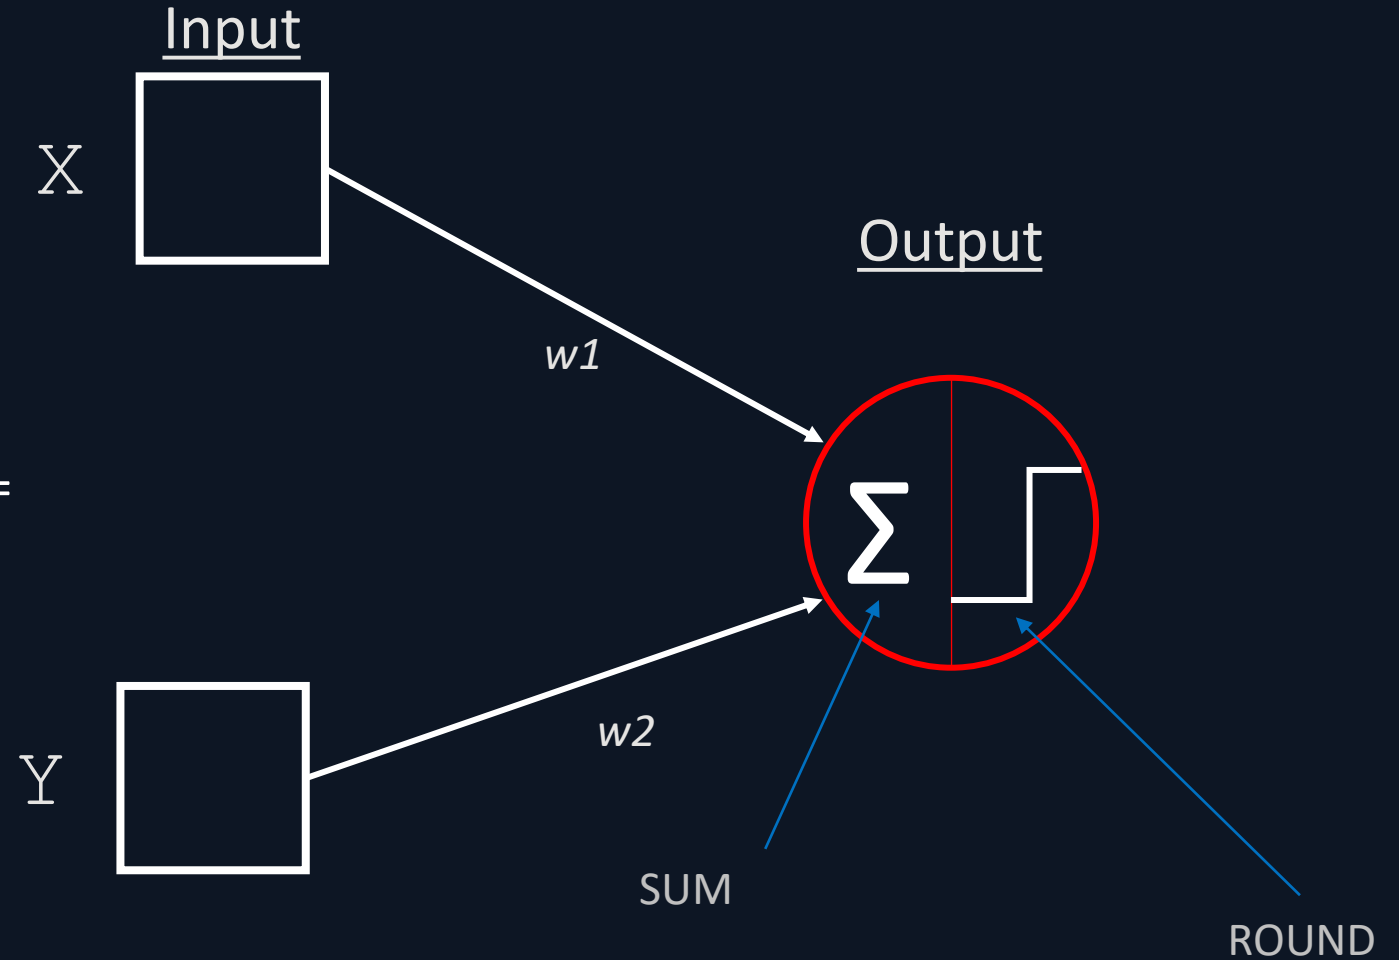 Input
X
Output
w1
=
Σ
w2
Y
SUM
ROUND